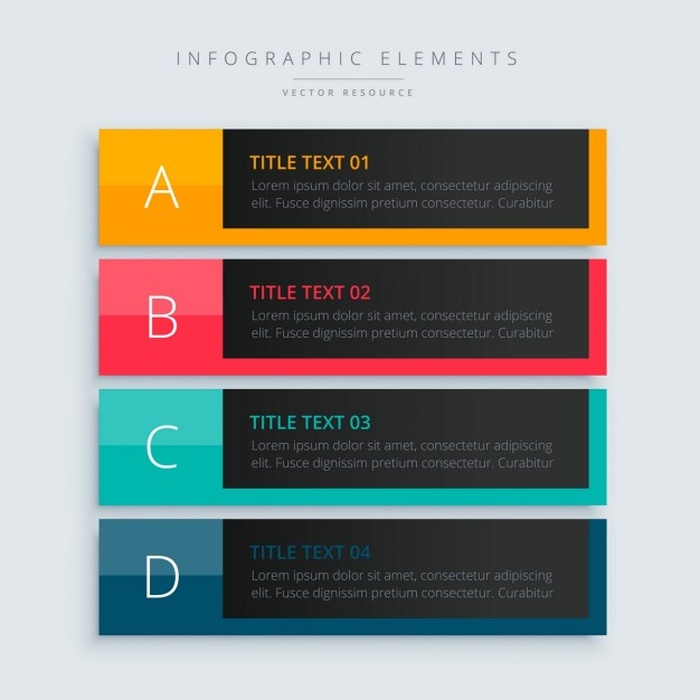 INFOGRAPHIC ELEMENTS
VECTOR RESOURCE
A
TITLE TEXT 01
Lorem ipsum dolor sit amet, consectetur adipiscing
elit. Fusce dignissim pretium consectetur. Curabitur
B
TITLE TEXT 02
Lorem ipsum dolor sit amet, consectetur adipiscing
elit. Fusce dignissim pretium consectetur. Curabitur
C
TITLE TEXT 03
Lorem ipsum dolor sit amet, consectetur adipiscing
elit. Fusce dignissim pretium consectetur. Curabitur
D
TITLE TEXT 04
Lorem ipsum dolor sit amet, consectetur adipiscing
elit. Fusce dignissim pretium consectetur. Curabitur